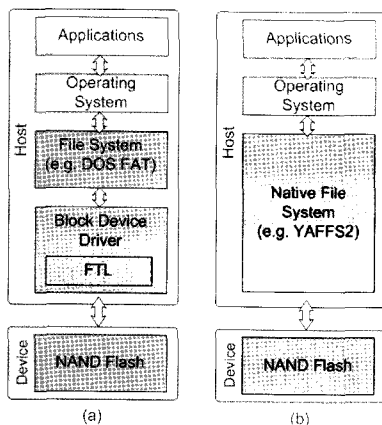 Applications
Operating
System
File System
(e.g. DOS FAT)
Block Device
Driver
FTL
Host
NAND Flash
Device
(a)
Applications
Operating
System
Native File
System
(e.g. YAFFS2)
Host
NAND Flash
Device
(b)